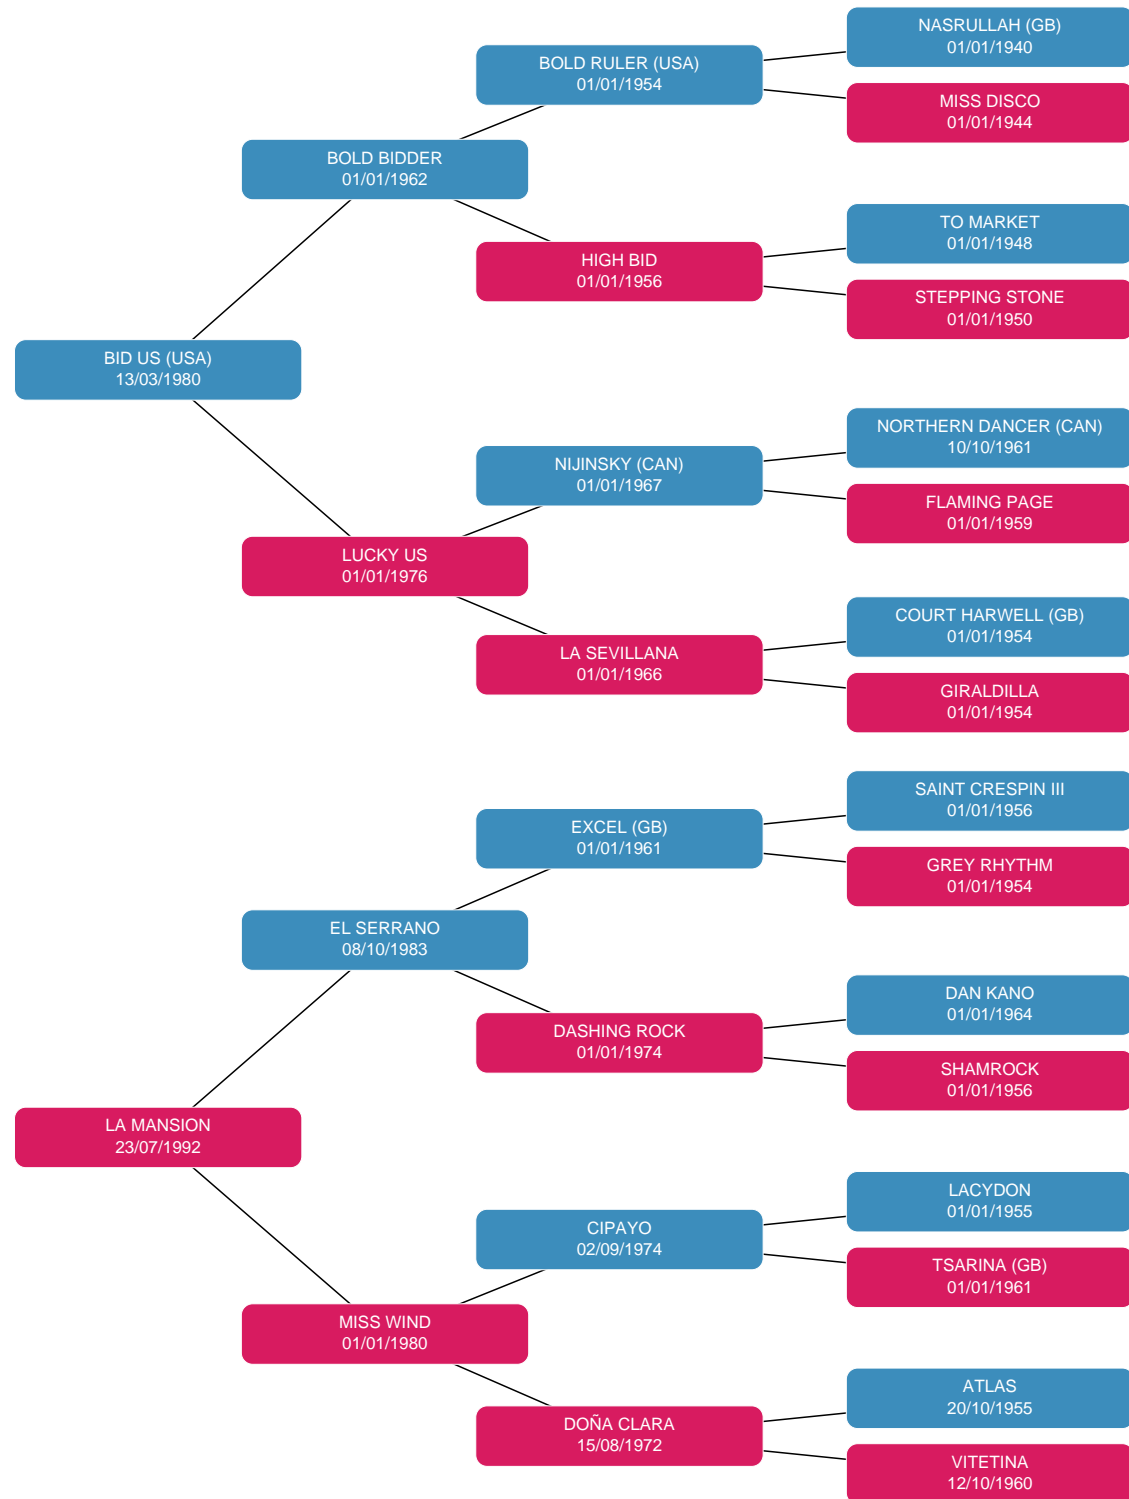 NASRULLAH (GB)
01/01/1940
BOLD RULER (USA)
01/01/1954
MISS DISCO
01/01/1944
BOLD BIDDER
01/01/1962
TO MARKET
01/01/1948
HIGH BID
01/01/1956
STEPPING STONE
01/01/1950
BID US (USA)
13/03/1980
NORTHERN DANCER (CAN)
10/10/1961
NIJINSKY (CAN)
01/01/1967
FLAMING PAGE
01/01/1959
LUCKY US
01/01/1976
COURT HARWELL (GB)
01/01/1954
LA SEVILLANA
01/01/1966
GIRALDILLA
01/01/1954
SAINT CRESPIN III
01/01/1956
EXCEL (GB)
01/01/1961
GREY RHYTHM
01/01/1954
EL SERRANO
08/10/1983
DAN KANO
01/01/1964
DASHING ROCK
01/01/1974
SHAMROCK
01/01/1956
LA MANSION
23/07/1992
LACYDON
01/01/1955
CIPAYO
02/09/1974
TSARINA (GB)
01/01/1961
MISS WIND
01/01/1980
ATLAS
20/10/1955
DOÑA CLARA
15/08/1972
VITETINA
12/10/1960